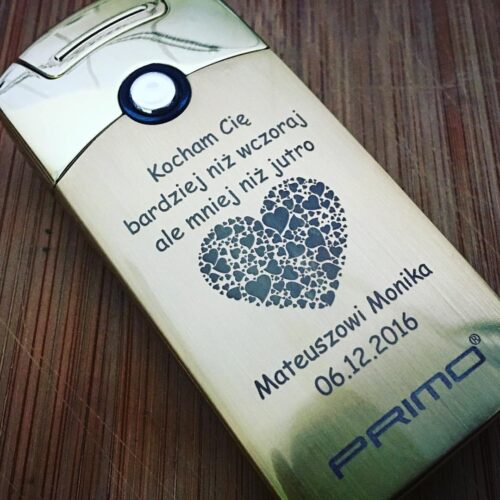 Kocham Cię
bardziej niż wczoraj
ale mniej niż jutro
Mateuszowi Monika
06.12.2016
PRIMO®